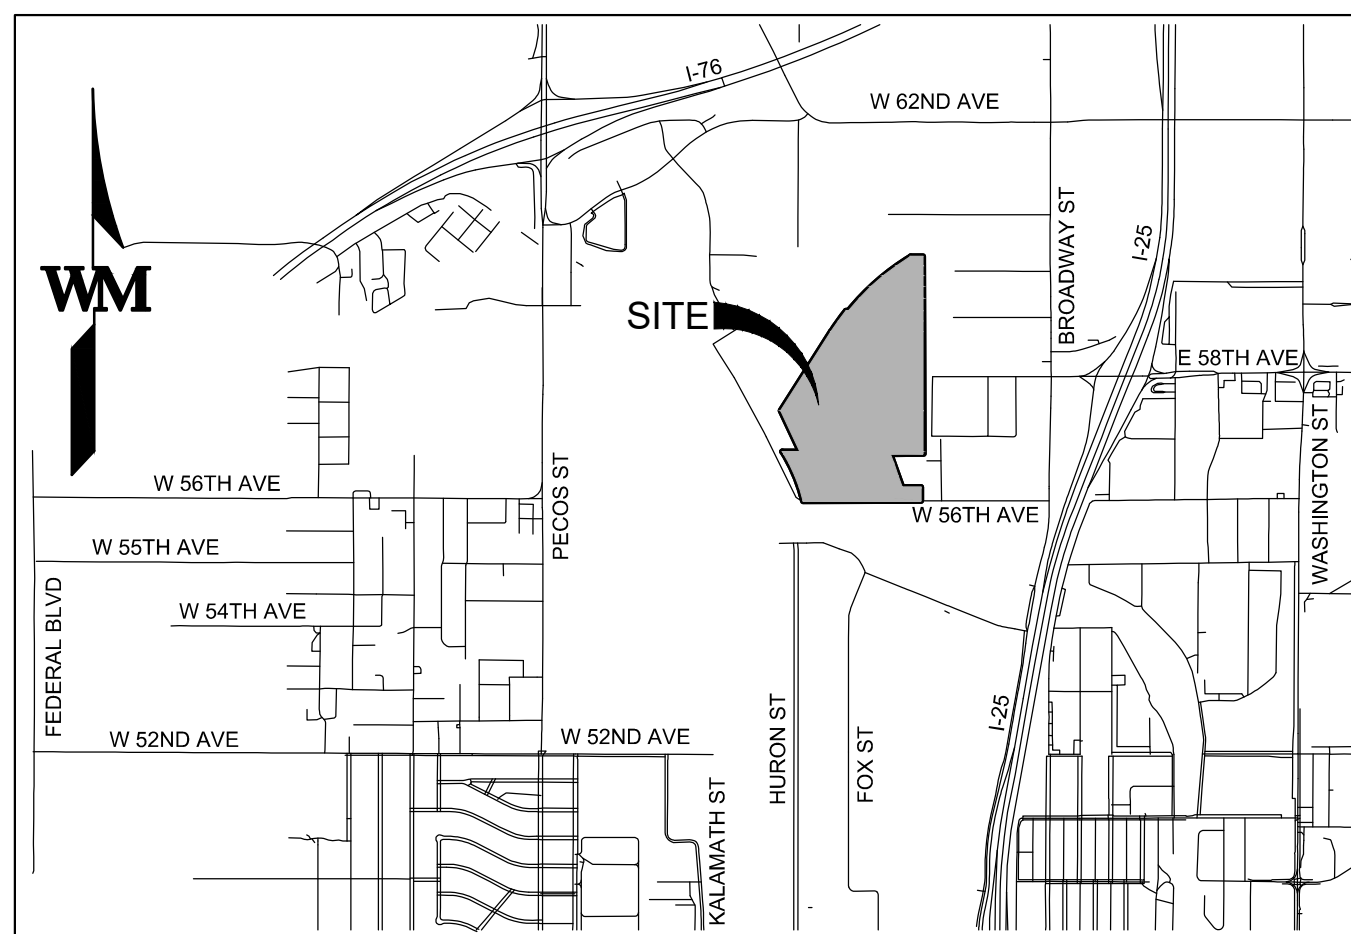 I-76
W 62ND AVE
BROADWAY ST
I-25
WM
SITE
E 58TH AVE
W 56TH AVE
PECOS ST
WASHINGTON ST
W 56TH AVE
W 55TH AVE
FEDERAL BLVD
W 54TH AVE
HURON ST
FOX ST
I-25
W 52ND AVE
W 52ND AVE
KALAMATH ST